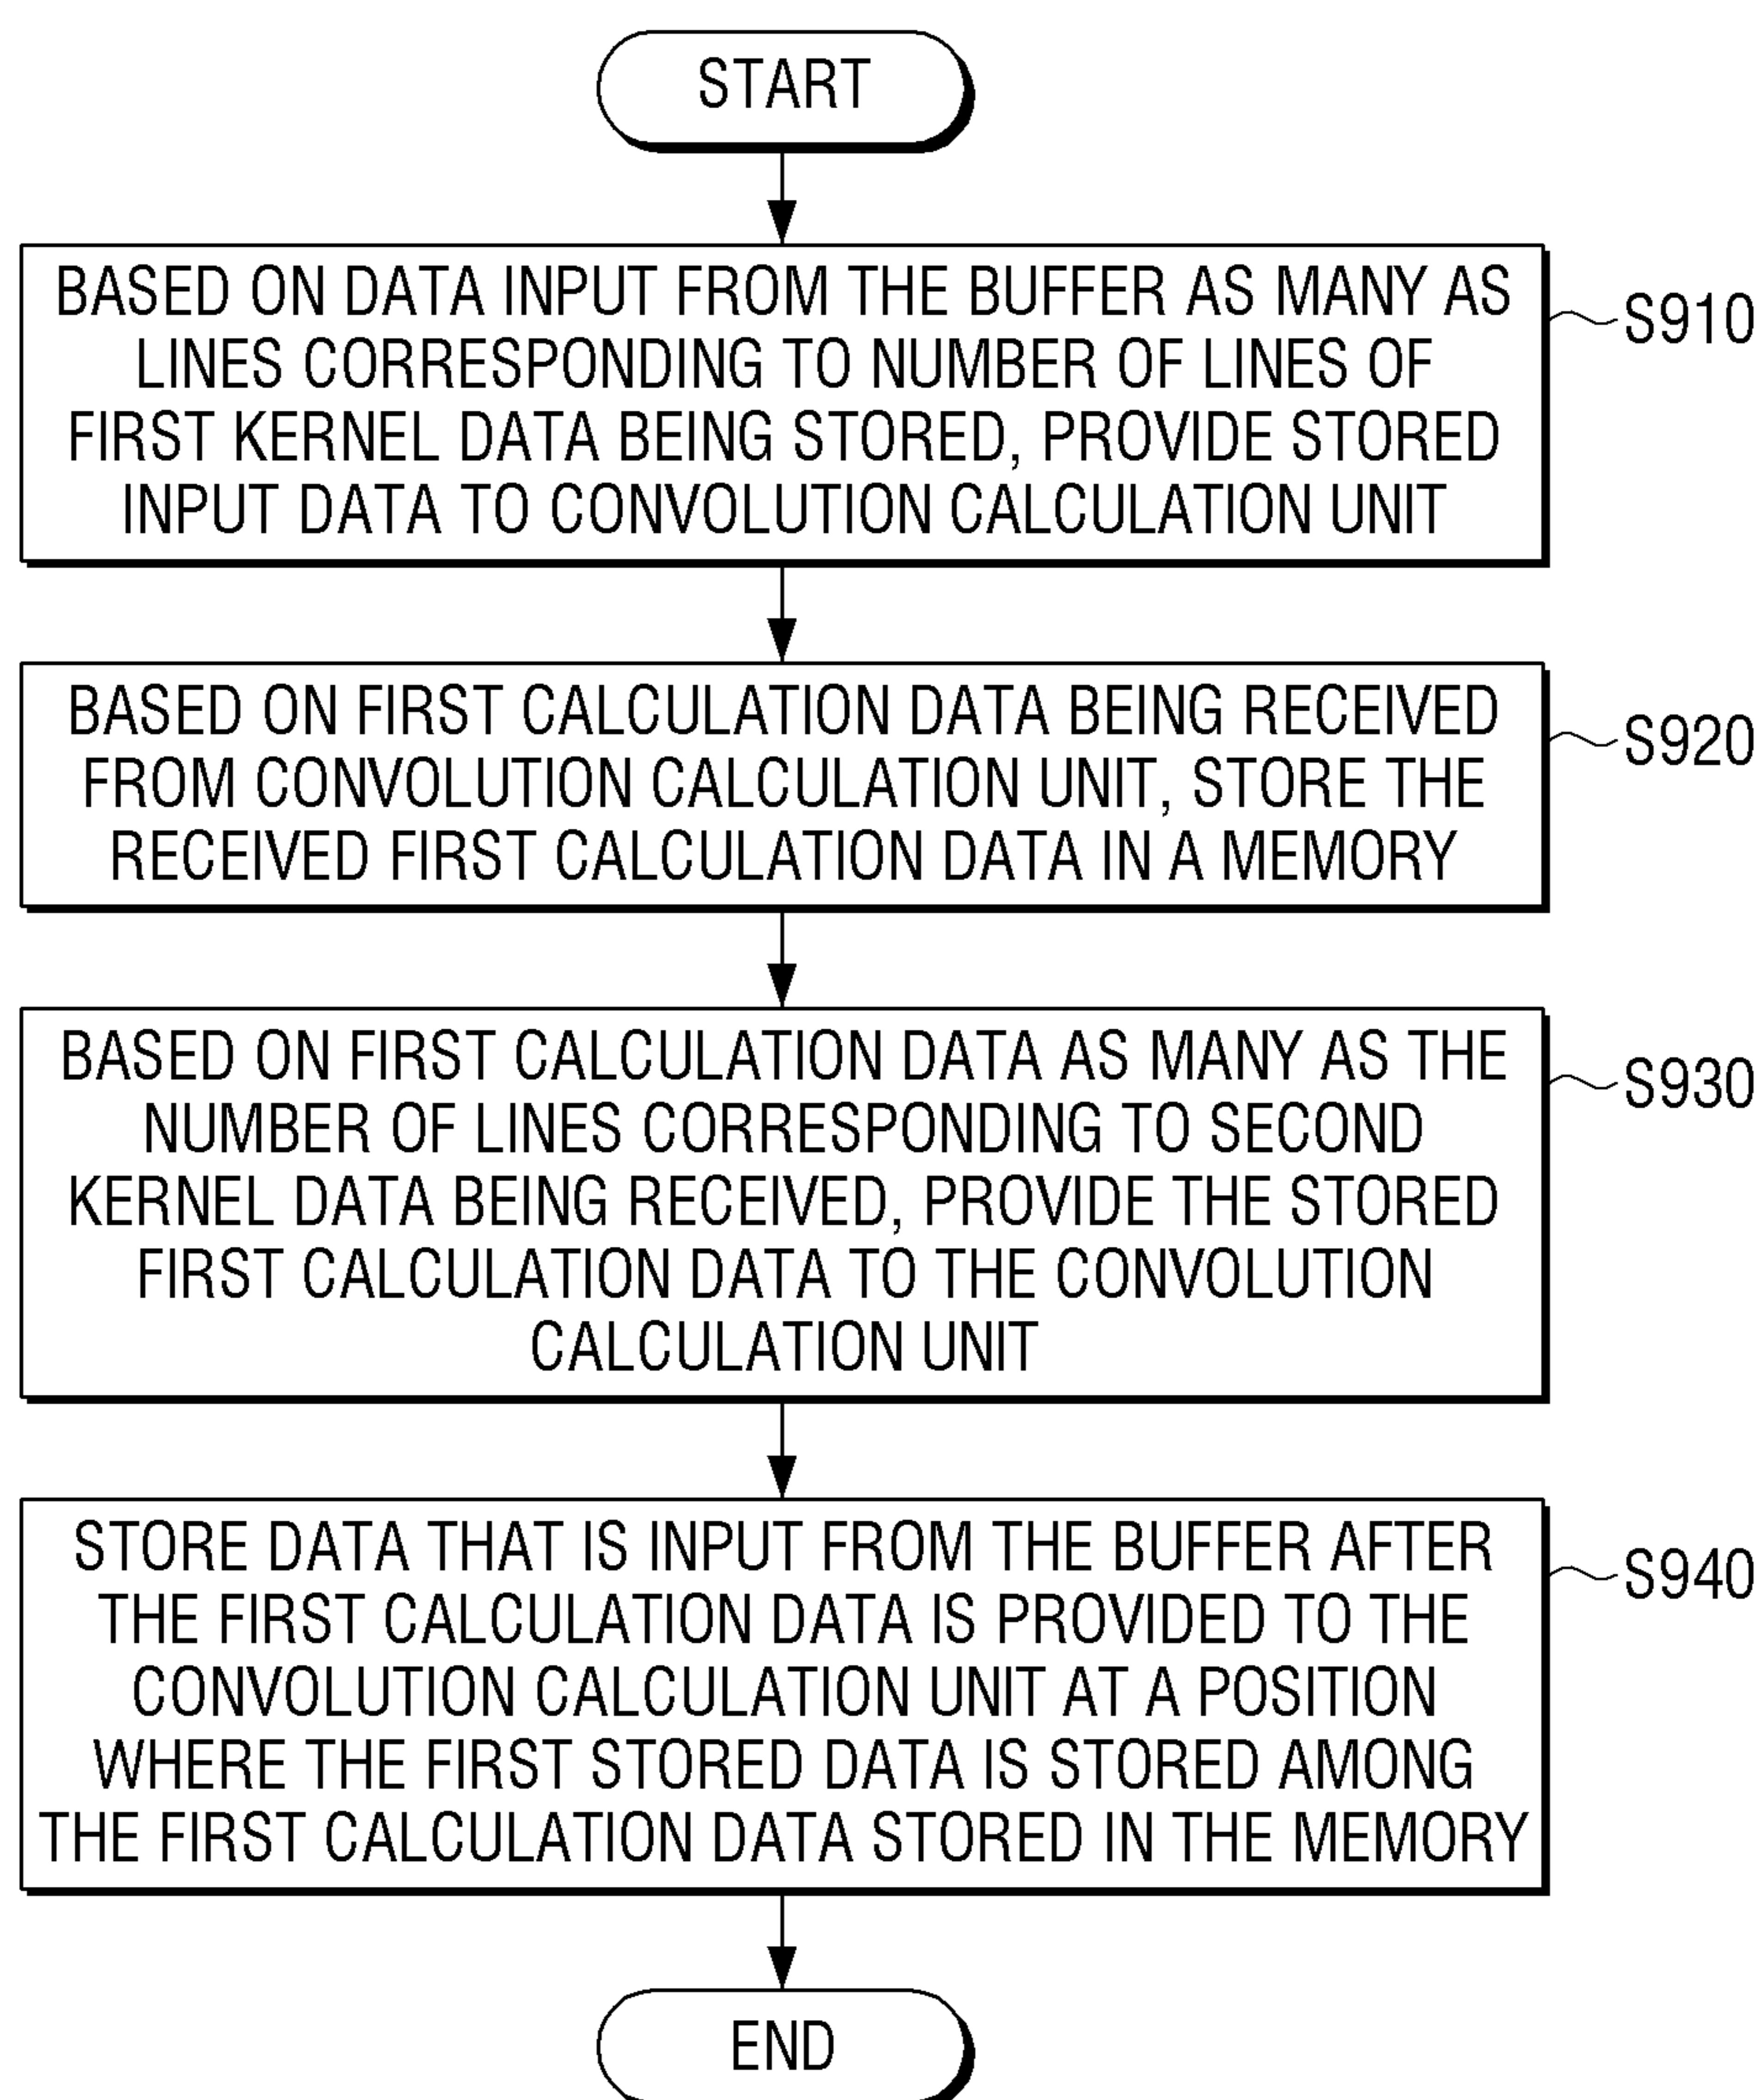 START
BASED ON DATA INPUT FROM THE BUFFER AS MANY AS
LINES CORRESPONDING TO NUMBER OF LINES OF
FIRST KERNEL DATA BEING STORED, PROVIDE STORED
INPUT DATA TO CONVOLUTION CALCULATION UNIT
S910
BASED ON FIRST CALCULATION DATA BEING RECEIVED
FROM CONVOLUTION CALCULATION UNIT, STORE THE
RECEIVED FIRST CALCULATION DATA IN A MEMORY
S920
BASED ON FIRST CALCULATION DATA AS MANY AS THE
NUMBER OF LINES CORRESPONDING TO SECOND
KERNEL DATA BEING RECEIVED, PROVIDE THE STORED
FIRST CALCULATION DATA TO THE CONVOLUTION
CALCULATION UNIT
S930
STORE DATA THAT IS INPUT FROM THE BUFFER AFTER
THE FIRST CALCULATION DATA IS PROVIDED TO THE
CONVOLUTION CALCULATION UNIT AT A POSITION
WHERE THE FIRST STORED DATA IS STORED AMONG
THE FIRST CALCULATION DATA STORED IN THE MEMORY
S940
END